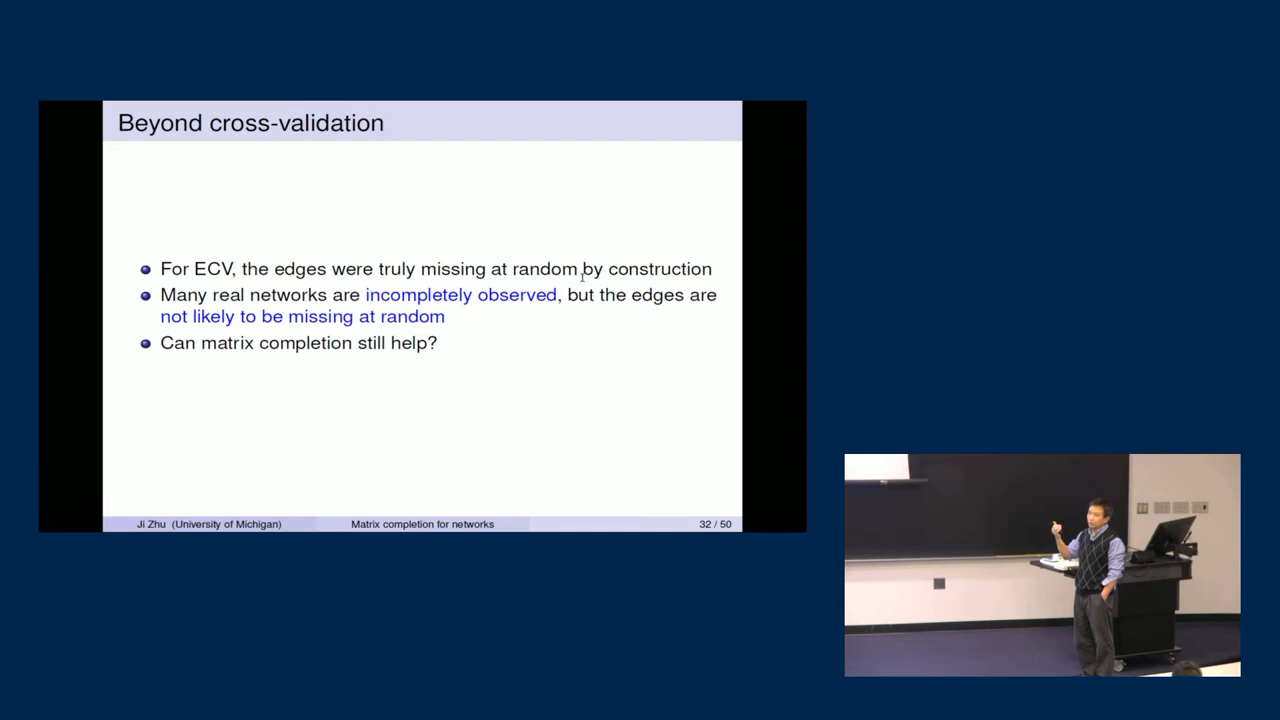 Beyond cross-validation
For ECV, the edges were truly missing at random by construction
Many real networks are incompletely observed, but the edges are
not likely to be missing at random
Can matrix completion still help?
Ji Zhu (University of Michigan) Matrix completion for networks 32 / 50